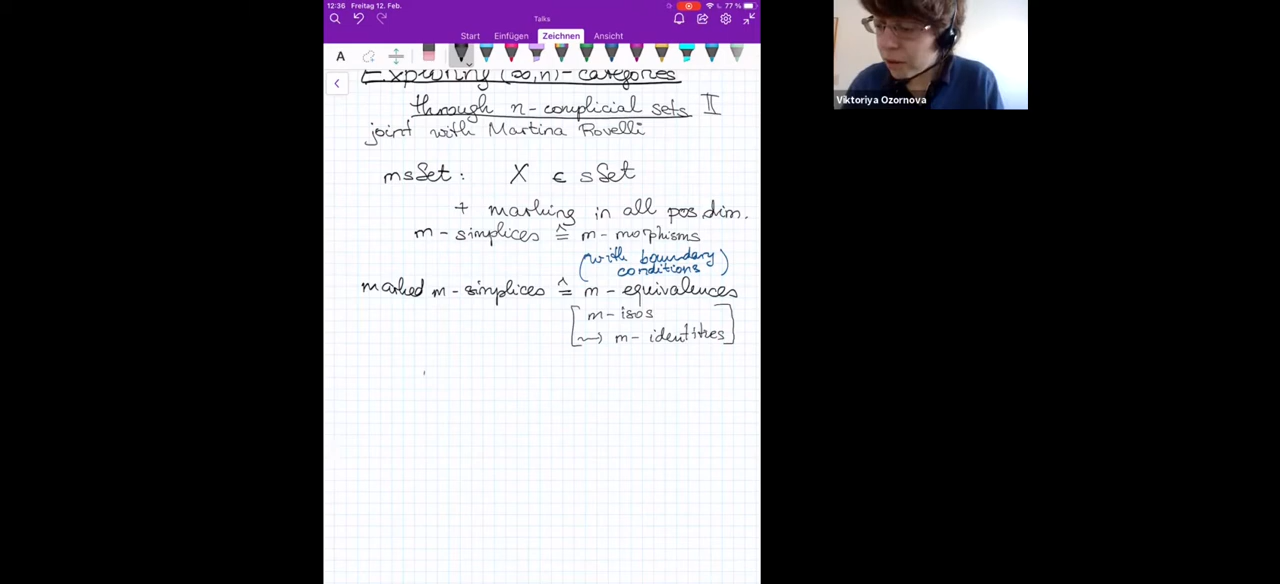 12:36 Freitag 12. Feb.
77 %
Talks
Start Einfügen Zeichnen Ansicht
A
Exploring (∞,n)-categories
through n-complicial sets II
joint with Martina Rovelli
msSet: X ∈ sSet
+ marking in all pos. dim.
m-simplices ≙ m-morphisms
(with boundary
conditions)
marked m-simplices ≙ m-equivalences
[m-isos
⇝ m-identities]
Viktoriya Ozornova